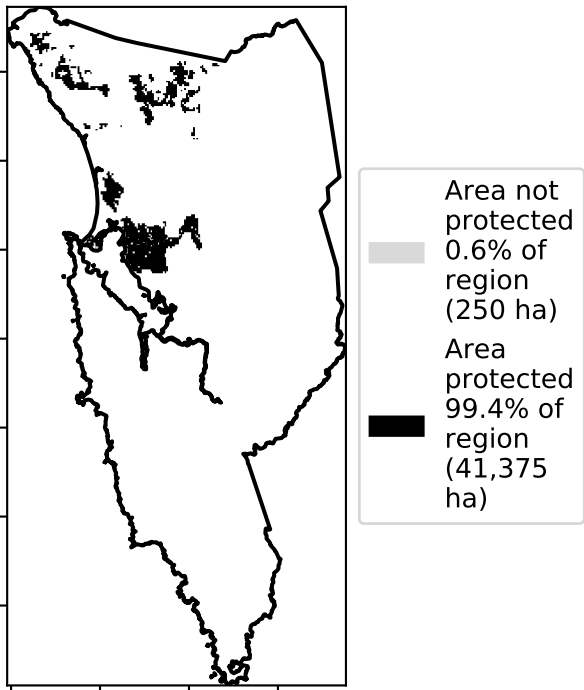 Area not
protected
0.6% of
region
(250 ha)
Area
protected
99.4% of
region
(41,375
ha)